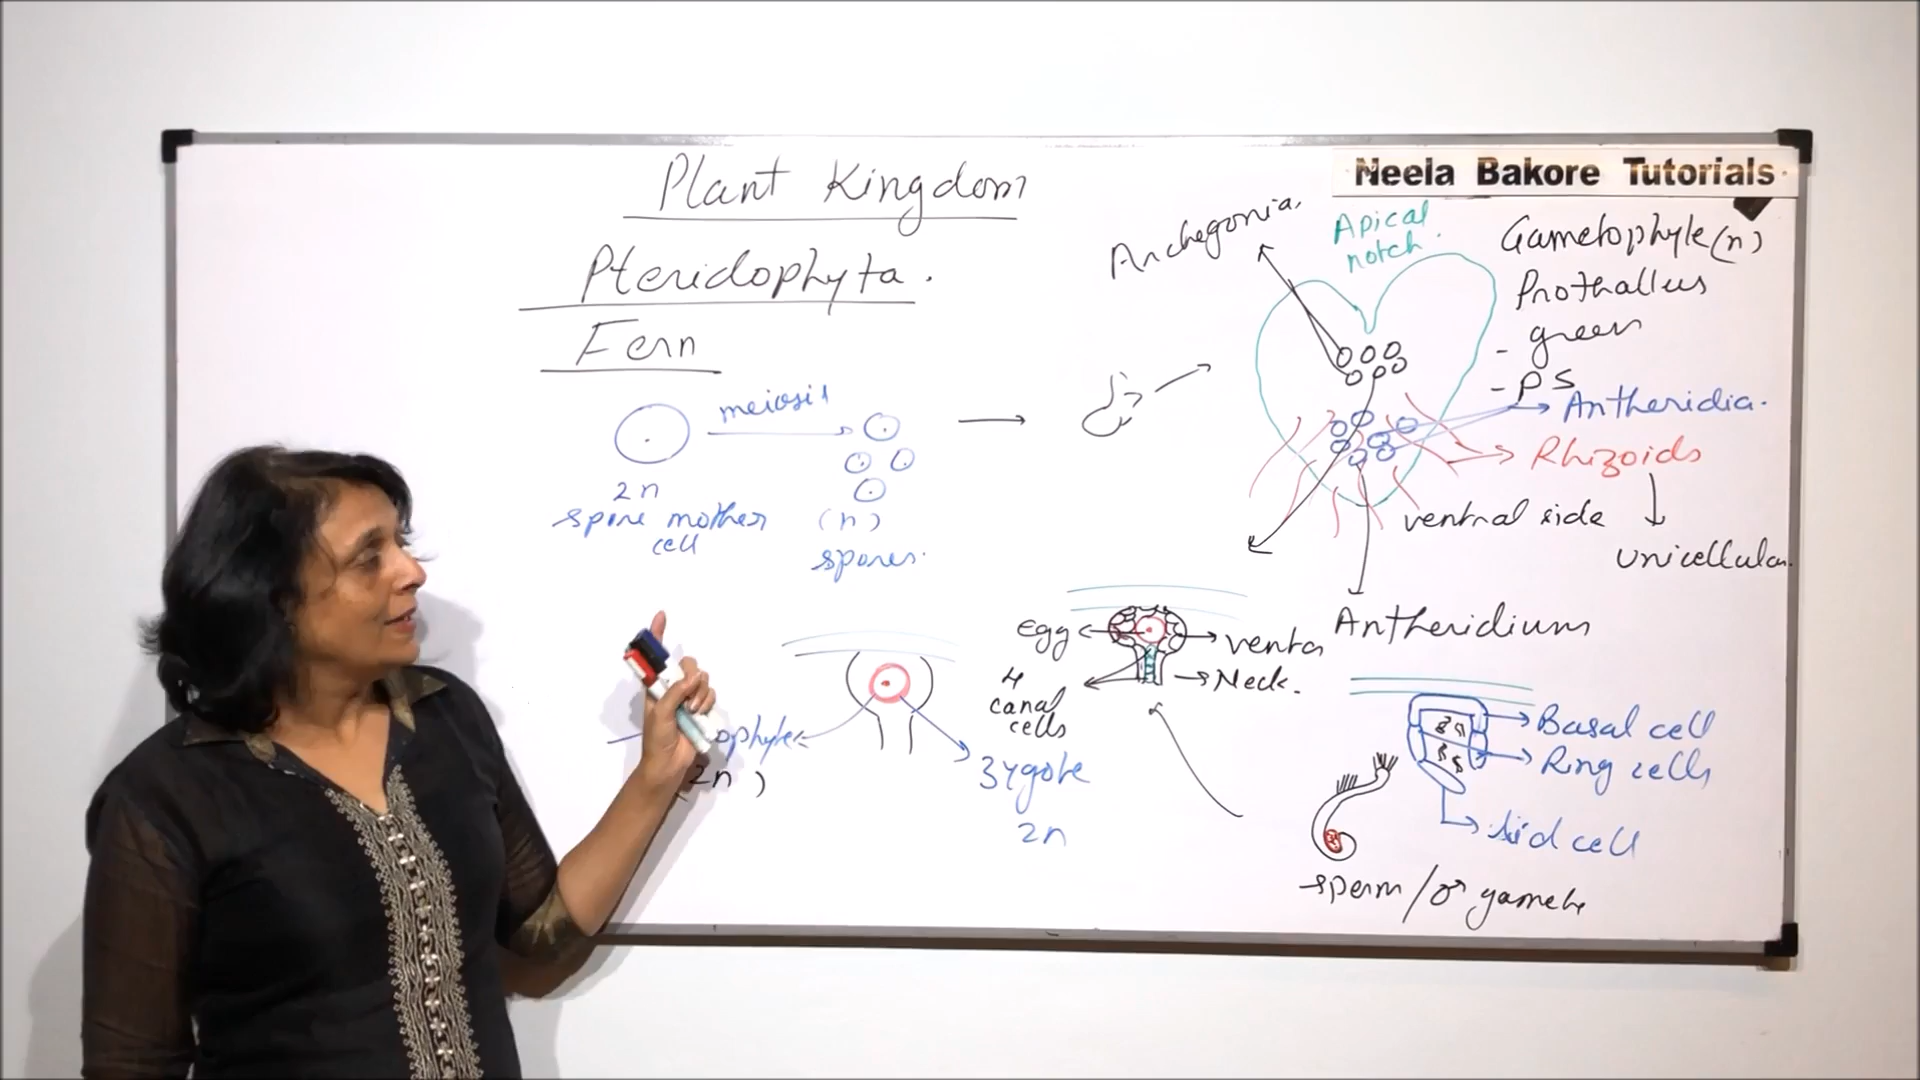 Plant Kingdom
Neela Bakore Tutorials
Pteridophyta.
Fern
meiosis
2n
spore mother
cell
(n)
spores.
Archegonia.
Apical
notch.
Gametophyte (n)
Prothallus
- green
- PS
Antheridia.
Rhizoids
ventral side
unicellular.
Antheridium
Egg
venter
Neck.
4
canal
cells
ophyte
2n )
Zygote
2n
Basal cell
Ring cells
Lid cell
sperm / ♂ gamete